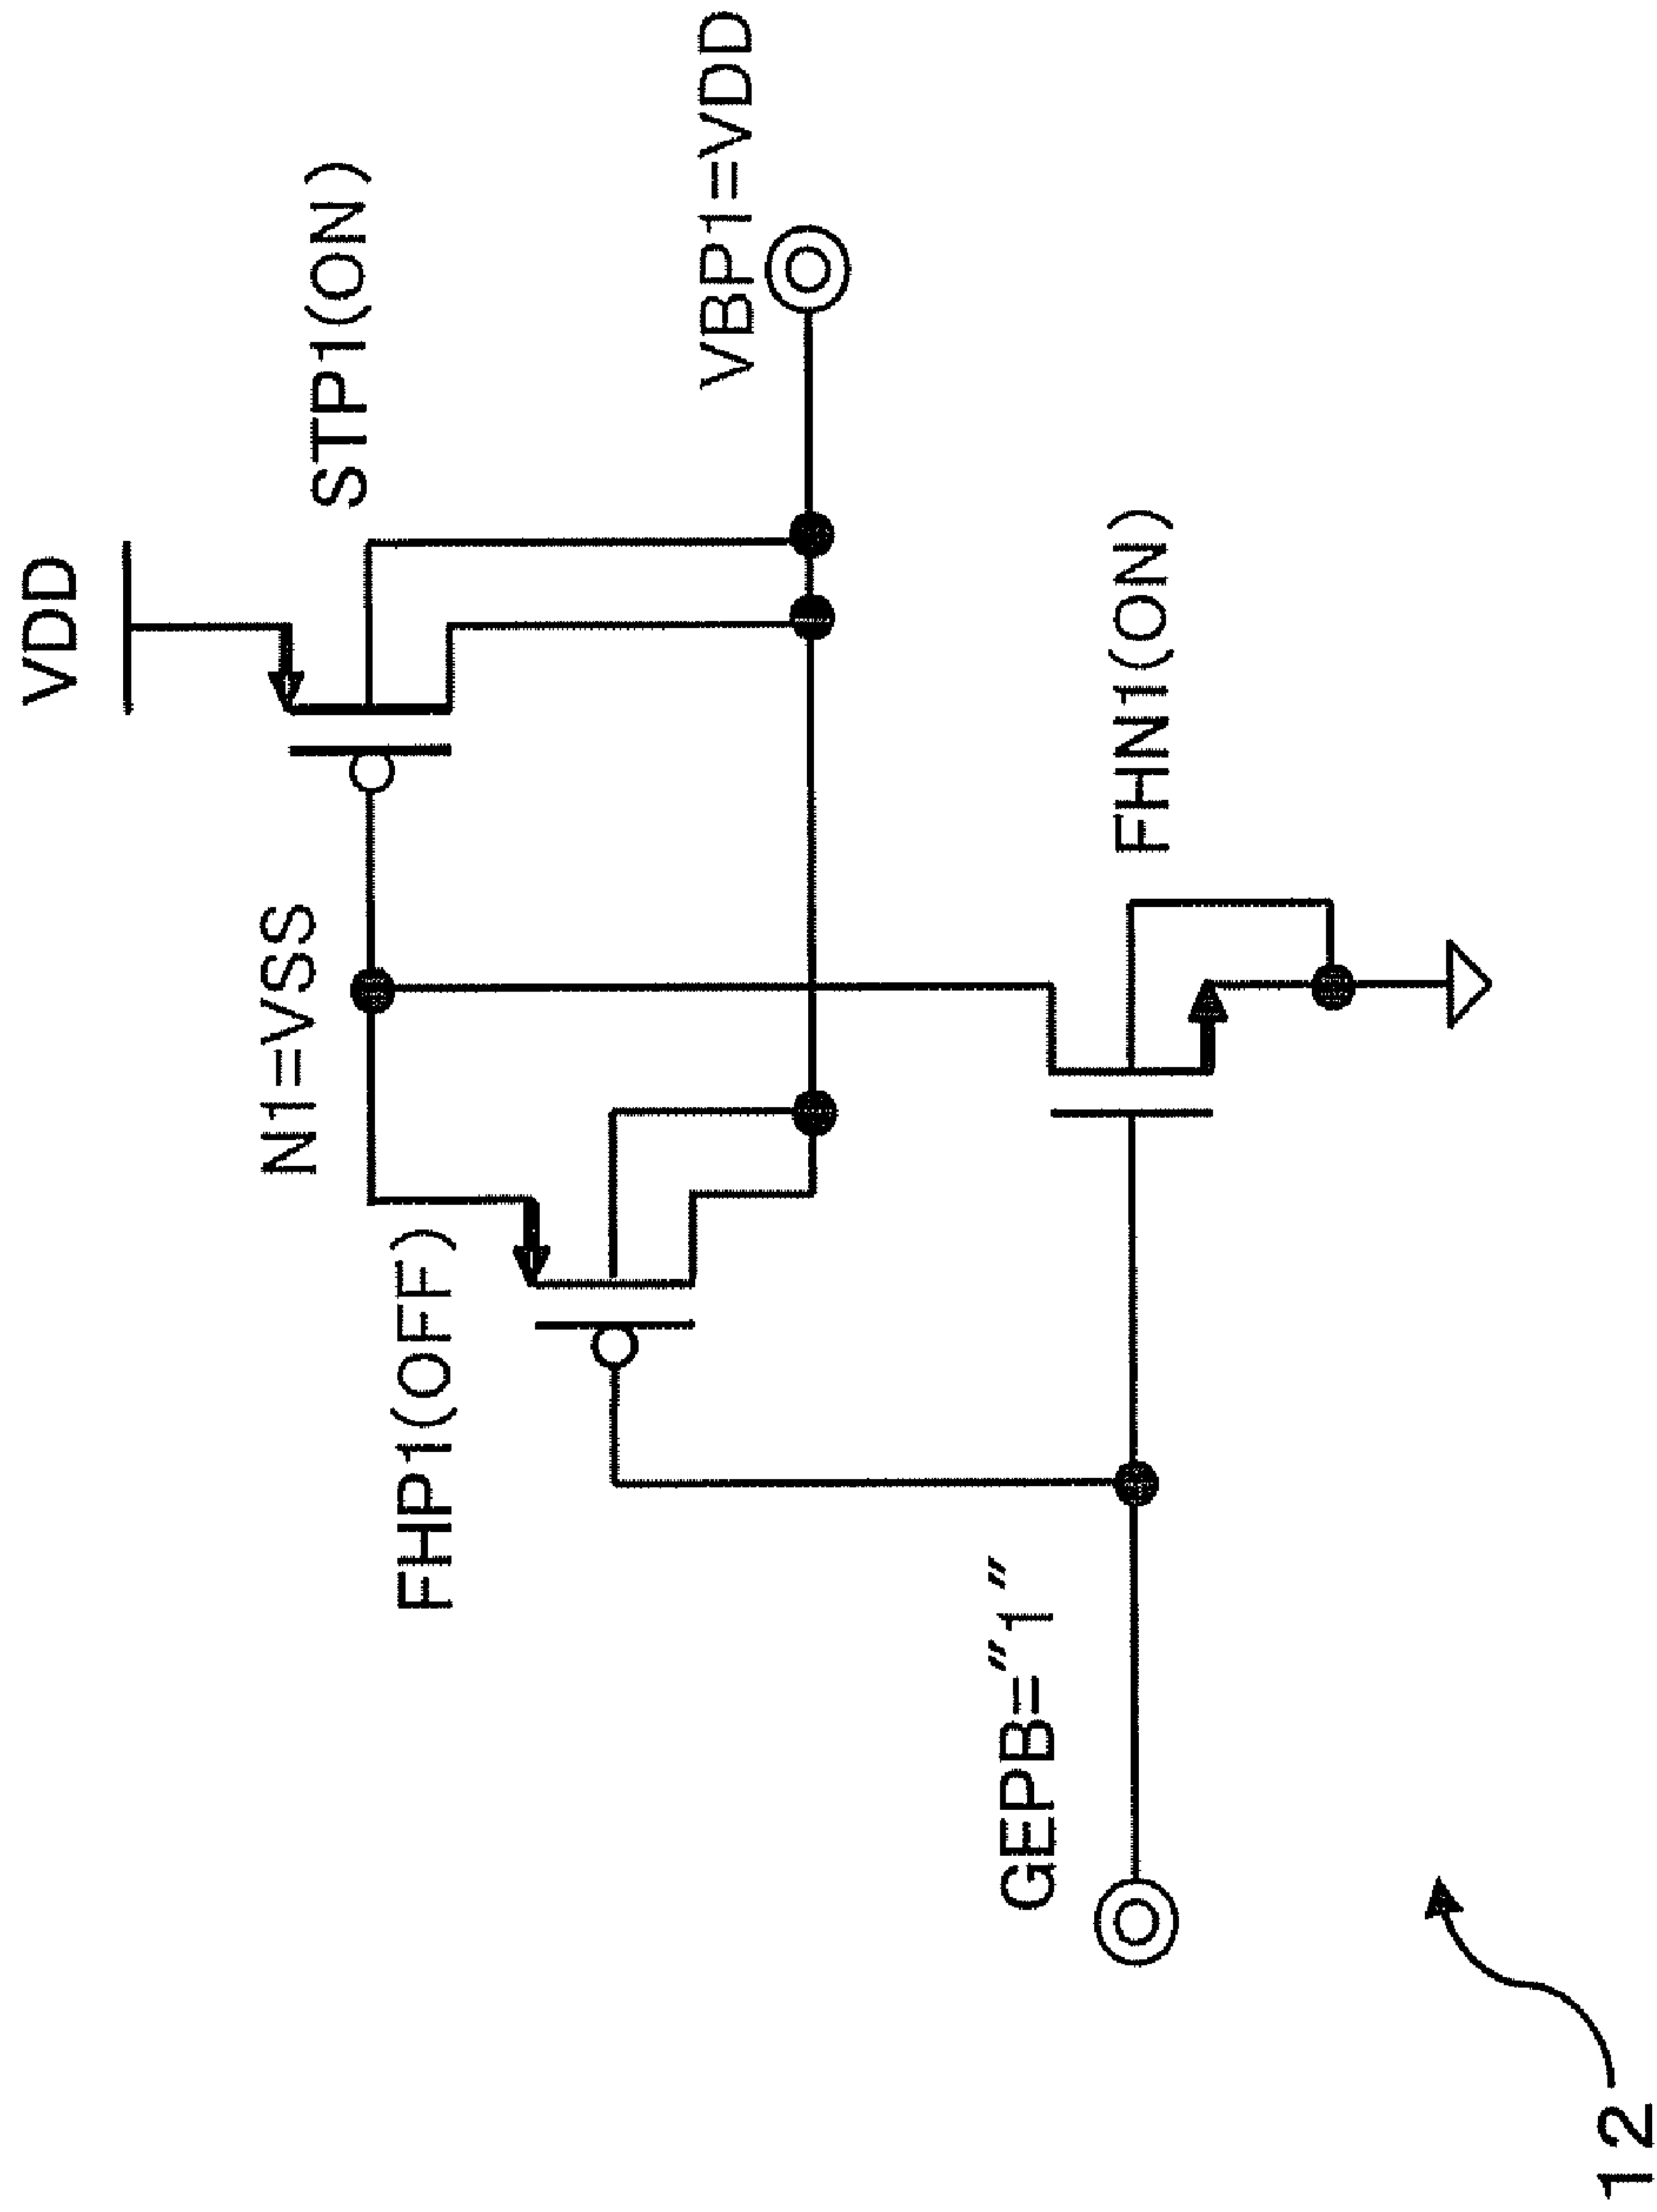 VDD
STP1(ON)
VBP1=VDD
N1=VSS
FHP1(OFF)
FHN1(ON)
GEPB="1"
12